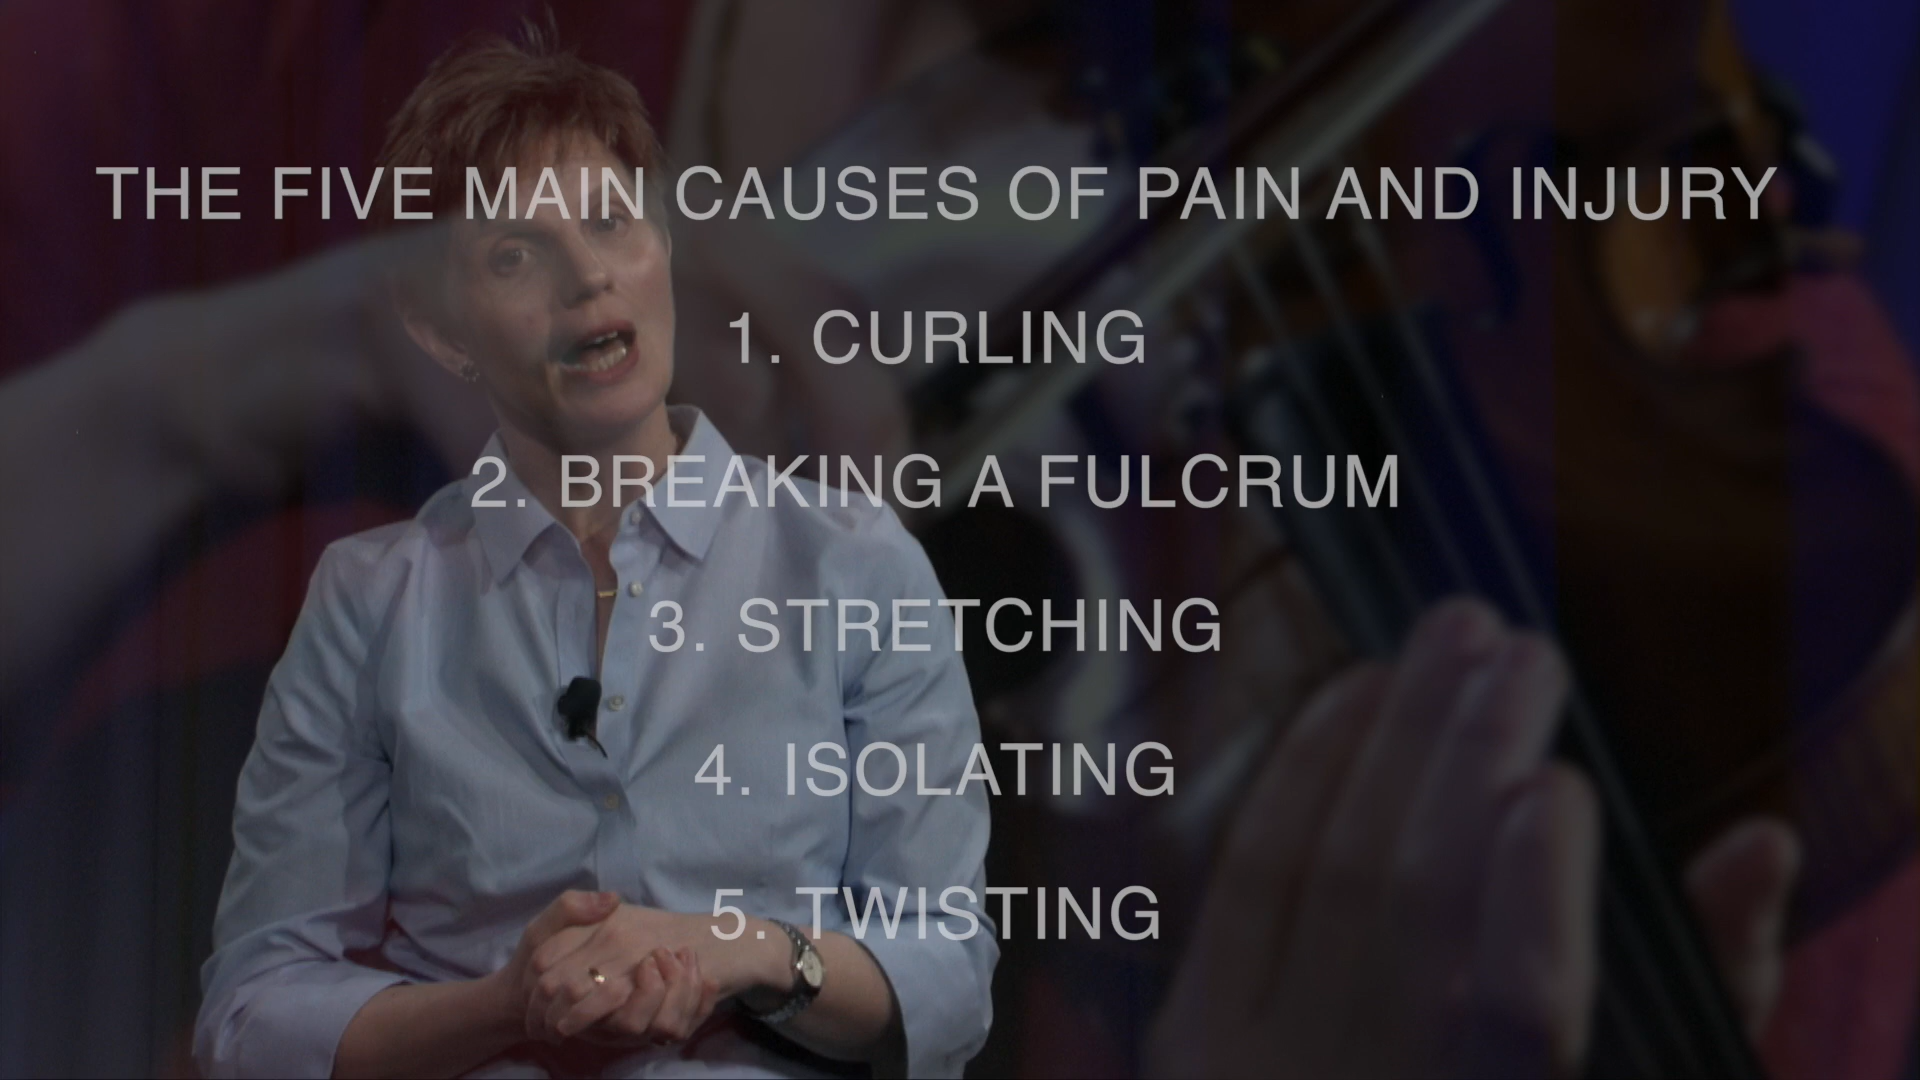 THE FIVE MAIN CAUSES OF PAIN AND INJURY
1. CURLING
2. BREAKING A FULCRUM
3. STRETCHING
4. ISOLATING
5. TWISTING